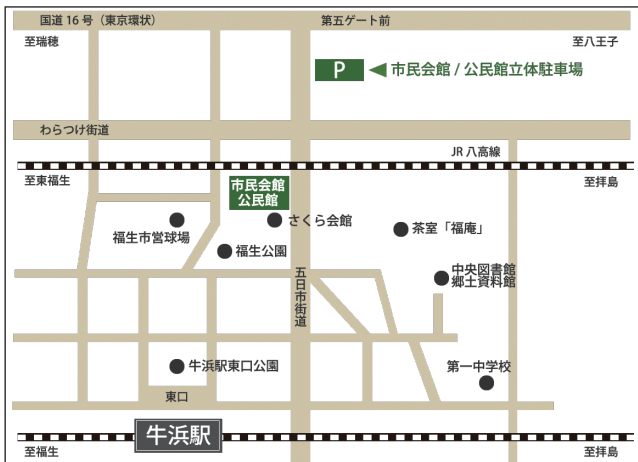 国道16号（東京環状）
第五ゲート前
至瑞穂
至八王子
P
市民会館 / 公民館立体駐車場
わらつけ街道
JR 八高線
至東福生
至拝島
市民会館
公民館
さくら会館
福生市営球場
茶室「福庵」
福生公園
中央図書館
郷土資料館
五日市街道
牛浜駅東口公園
第一中学校
東口
牛浜駅
至福生
至拝島